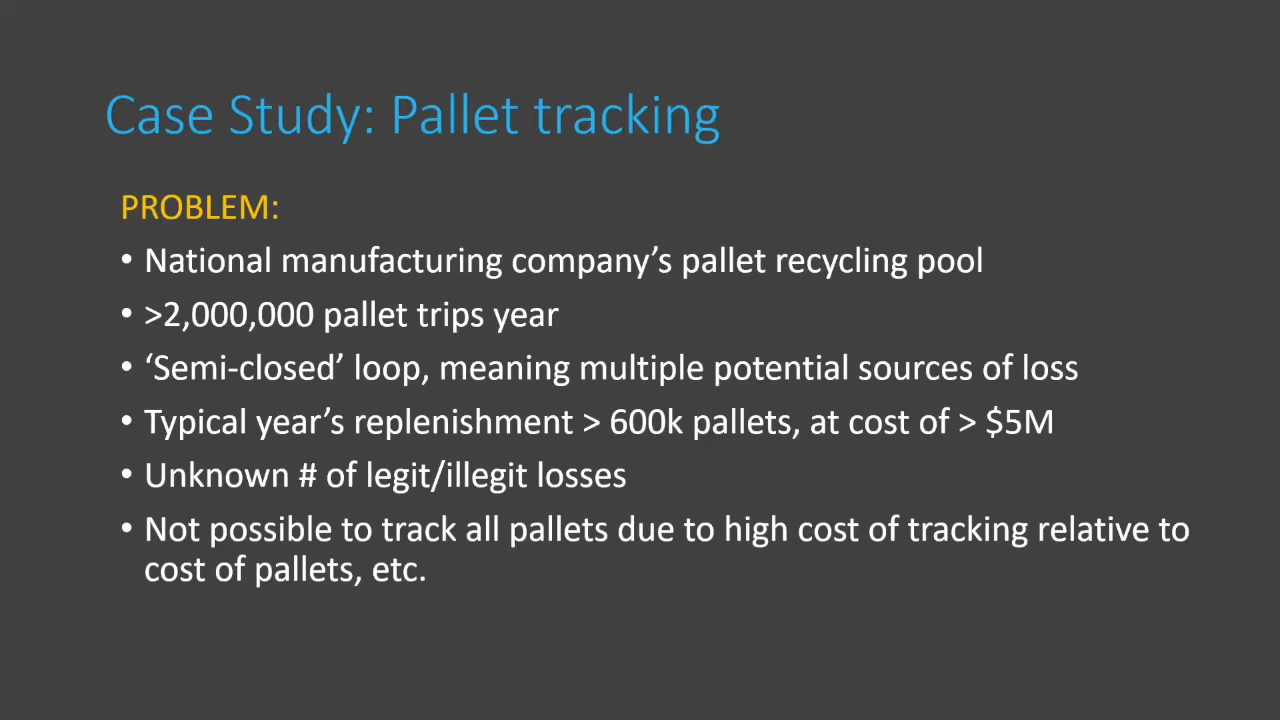 Case Study: Pallet tracking
PROBLEM:
• National manufacturing company’s pallet recycling pool
• >2,000,000 pallet trips year
• ‘Semi-closed’ loop, meaning multiple potential sources of loss
• Typical year’s replenishment > 600k pallets, at cost of > $5M
• Unknown # of legit/illegit losses
• Not possible to track all pallets due to high cost of tracking relative to
cost of pallets, etc.